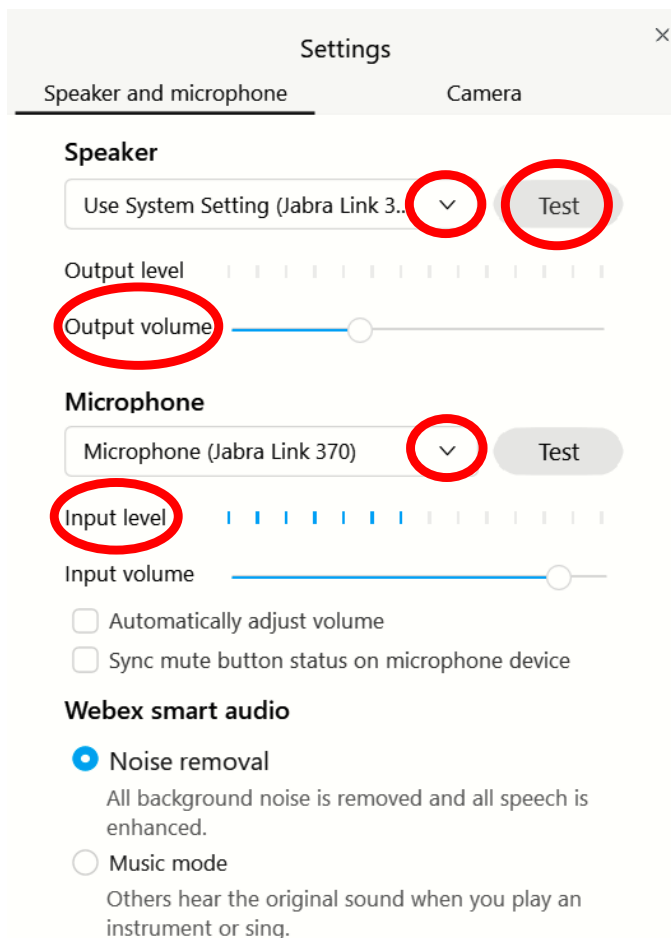 Settings
Speaker and microphone
Camera
Speaker
Use System Setting (Jabra Link 3..
Test
Output level
Output volume
Microphone
Microphone (Jabra Link 370)
Test
Input level
Input volume
Automatically adjust volume
Sync mute button status on microphone device
Webex smart audio
Noise removal
All background noise is removed and all speech is
enhanced.
Music mode
Others hear the original sound when you play an
instrument or sing.